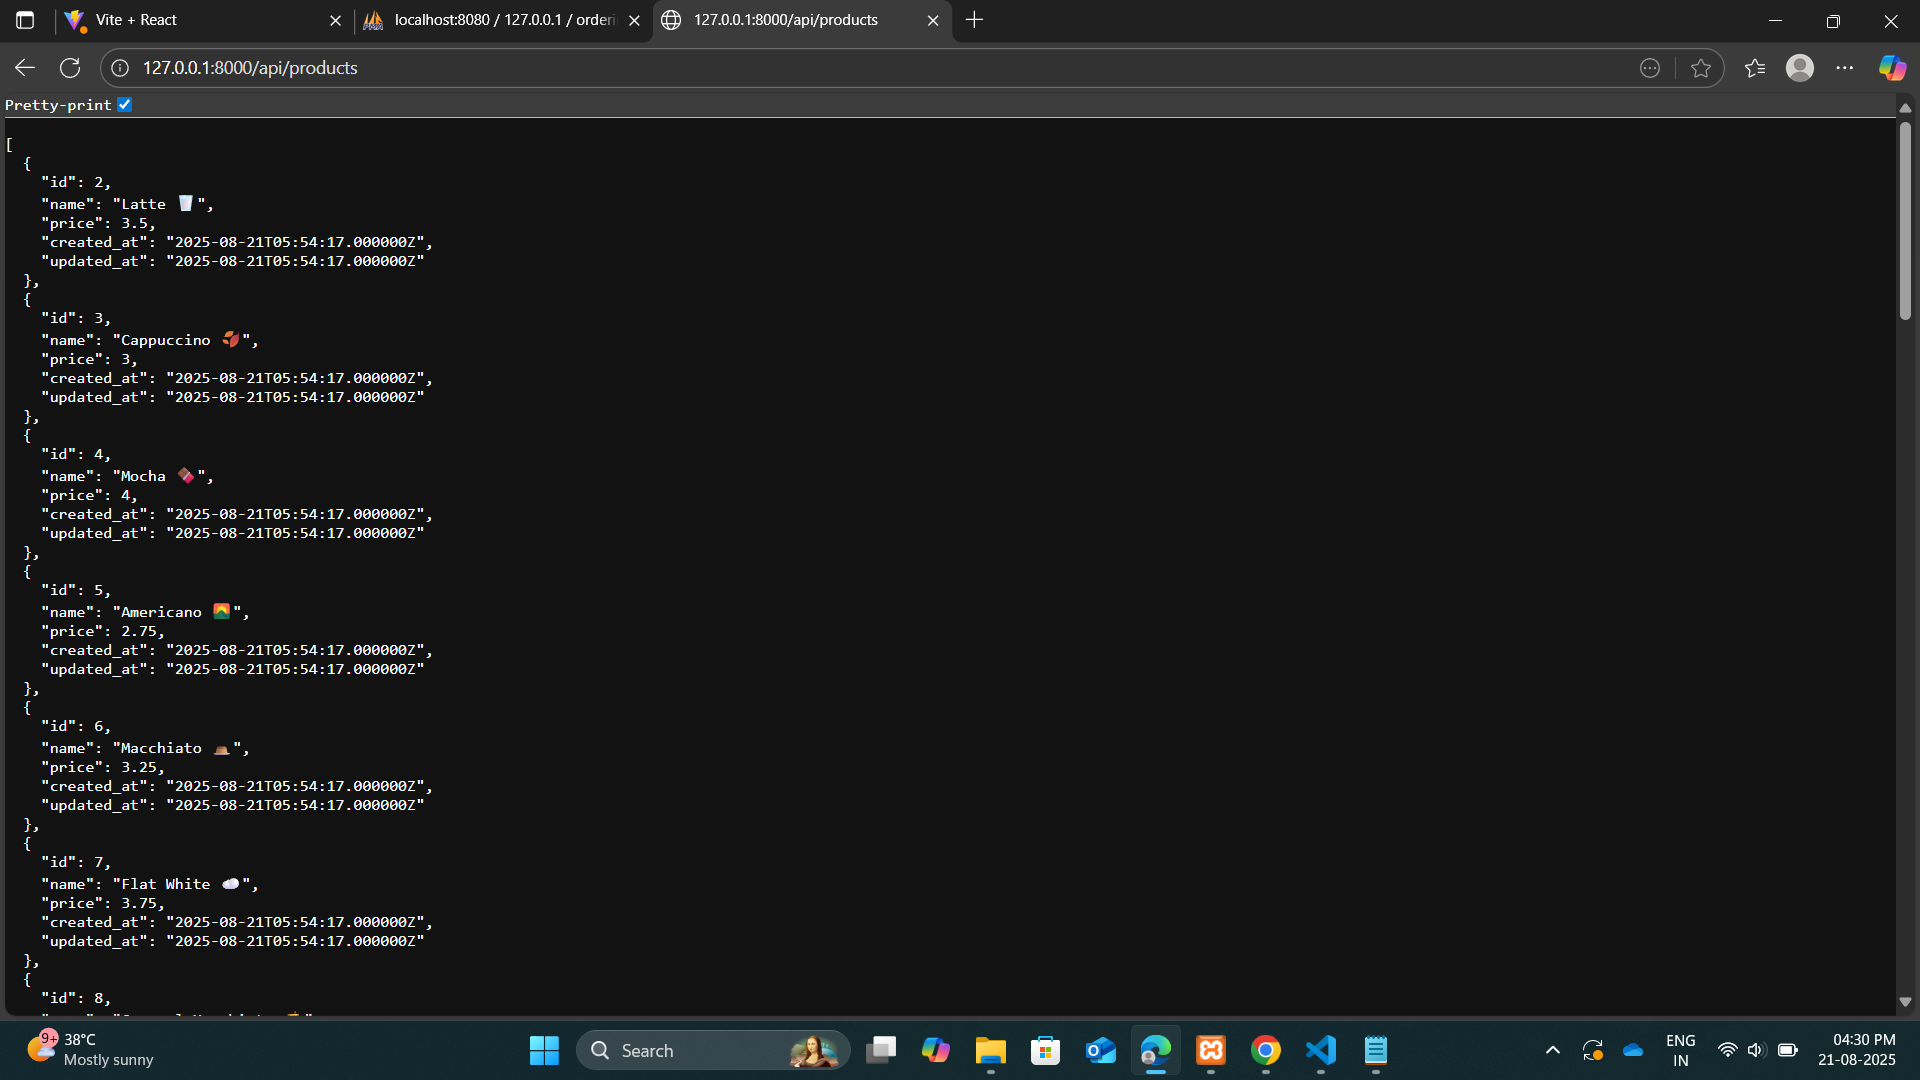 Vite + React
localhost:8080 / 127.0.0.1 / orderi
127.0.0.1:8000/api/products
127.0.0.1:8000/api/products
Pretty-print
[
{
"id": 2,
"name": "Latte 🥛",
"price": 3.5,
"created_at": "2025-08-21T05:54:17.000000Z",
"updated_at": "2025-08-21T05:54:17.000000Z"
},
{
"id": 3,
"name": "Cappuccino 🍂",
"price": 3,
"created_at": "2025-08-21T05:54:17.000000Z",
"updated_at": "2025-08-21T05:54:17.000000Z"
},
{
"id": 4,
"name": "Mocha 🍫",
"price": 4,
"created_at": "2025-08-21T05:54:17.000000Z",
"updated_at": "2025-08-21T05:54:17.000000Z"
},
{
"id": 5,
"name": "Americano 🌄",
"price": 2.75,
"created_at": "2025-08-21T05:54:17.000000Z",
"updated_at": "2025-08-21T05:54:17.000000Z"
},
{
"id": 6,
"name": "Macchiato 🍮",
"price": 3.25,
"created_at": "2025-08-21T05:54:17.000000Z",
"updated_at": "2025-08-21T05:54:17.000000Z"
},
{
"id": 7,
"name": "Flat White ☁️",
"price": 3.75,
"created_at": "2025-08-21T05:54:17.000000Z",
"updated_at": "2025-08-21T05:54:17.000000Z"
},
{
"id": 8,
9+
38°C
Mostly sunny
Search
ENG
IN
04:30 PM
21-08-2025